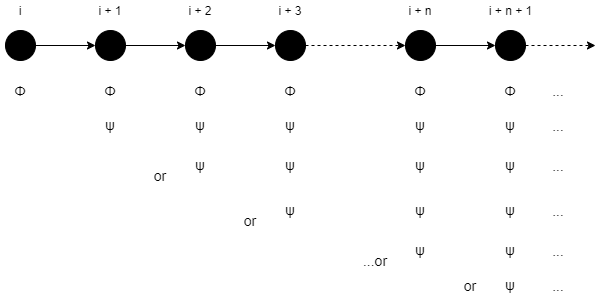 i i + 1 i + 2 i + 3 i + n i + n + 1
Φ Φ Φ Φ Φ Φ ...
ψ ψ ψ ψ ψ ...
or ψ ψ ψ ψ ...
or ψ ψ ψ ...
...or ψ ψ ...
or ψ ...